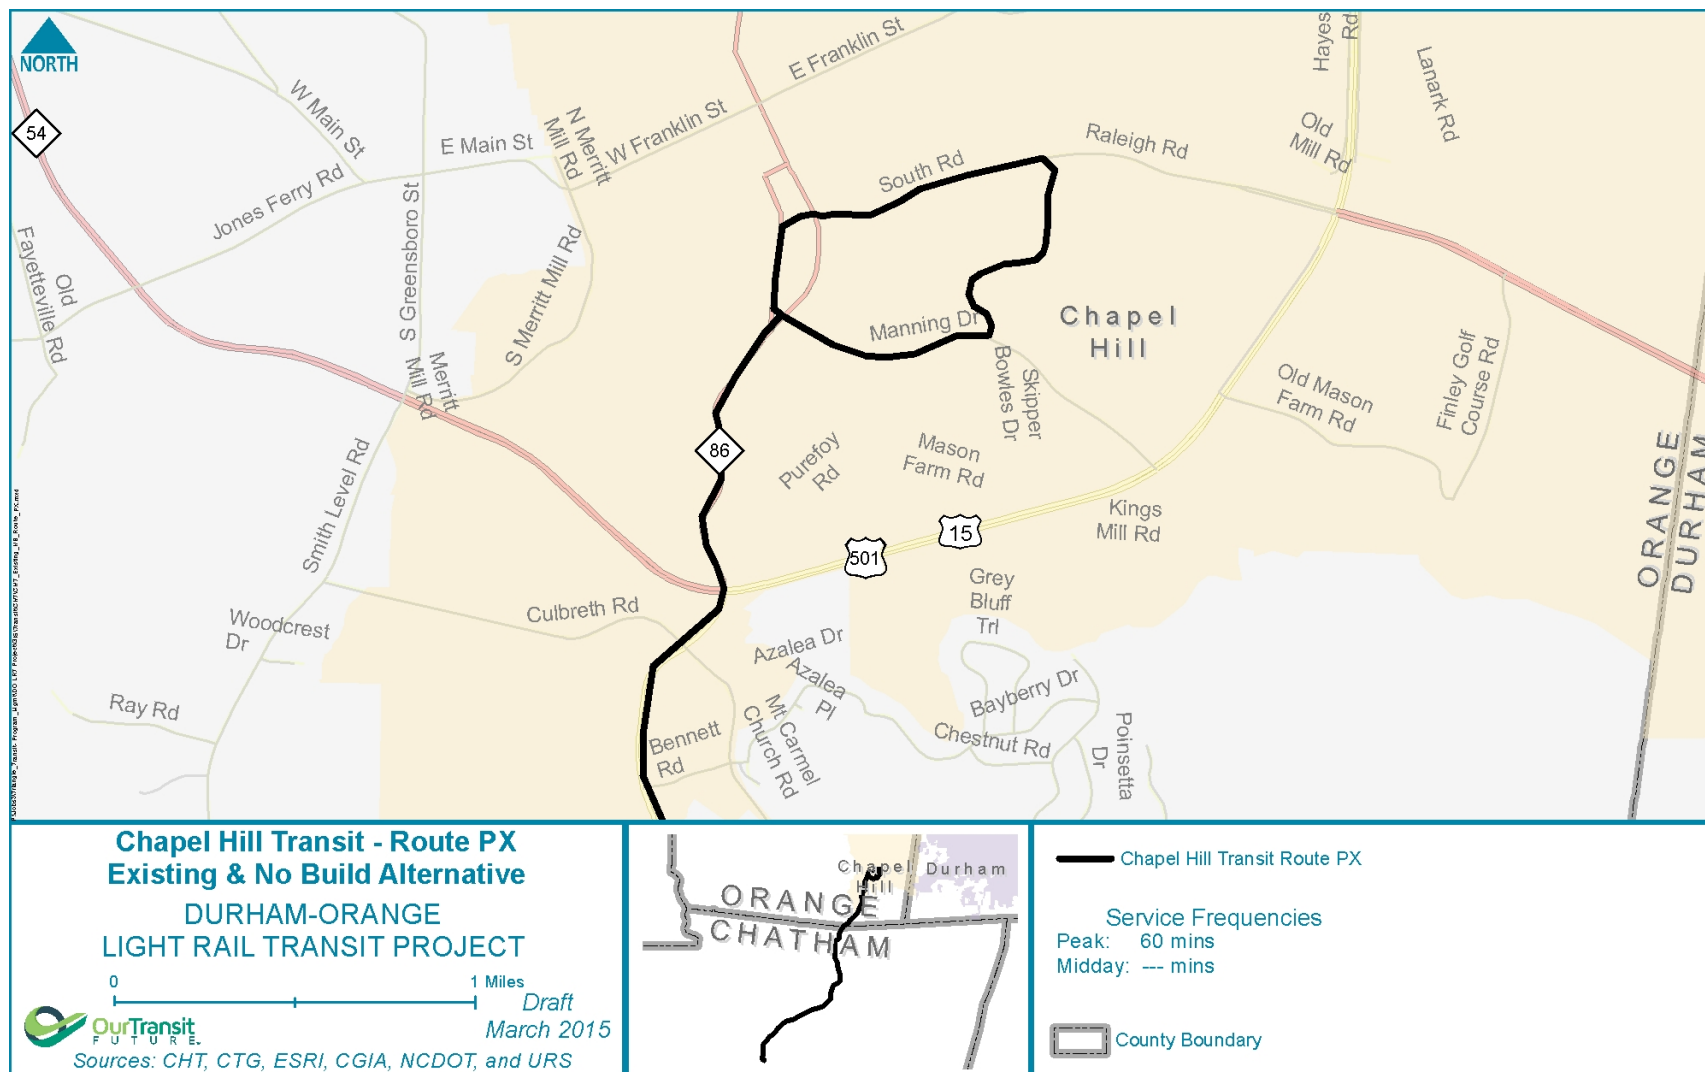 NORTH
54
W Main St
E Main St
N Merritt
Mill Rd
W Franklin St
E Franklin St
Hayes
Rd
Lanark Rd
Old
Mill Rd
Raleigh Rd
South Rd
Jones Ferry Rd
S Greensboro St
Old
Fayetteville Rd
S Merritt Mill Rd
Merritt
Mill Rd
Manning Dr
Chapel
Hill
Skipper
Bowles Dr
Old Mason
Farm Rd
Finley Golf
Course Rd
86
Purefoy
Rd
Mason
Farm Rd
Smith Level Rd
Kings
Mill Rd
15
501
ORANGE
DURHAM
Culbreth Rd
Woodcrest
Dr
Grey
Bluff
Trl
Azalea Dr
Azalea
Pl
Bayberry Dr
Ray Rd
Bennett
Rd
Mt Carmel
Church Rd
Chestnut Rd
Poinsetta
Dr
Chapel Hill Transit - Route PX
Existing & No Build Alternative
DURHAM-ORANGE
LIGHT RAIL TRANSIT PROJECT
0 1 Miles
Draft
March 2015
OurTransit
FUTURE
Sources: CHT, CTG, ESRI, CGIA, NCDOT, and URS
Chapel
Hill
Durham
ORANGE
CHATHAM
Chapel Hill Transit Route PX
Service Frequencies
Peak: 60 mins
Midday: --- mins
County Boundary